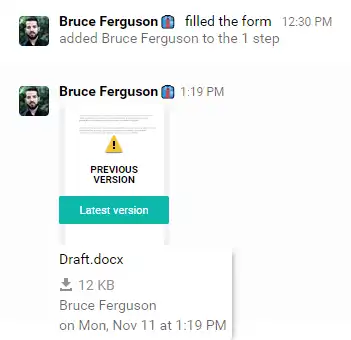 Bruce Ferguson filled the form 12:30 PM
added Bruce Ferguson to the 1 step
Bruce Ferguson 1:19 PM
PREVIOUS
VERSION
Latest version
Draft.docx
12 KB
Bruce Ferguson
on Mon, Nov 11 at 1:19 PM